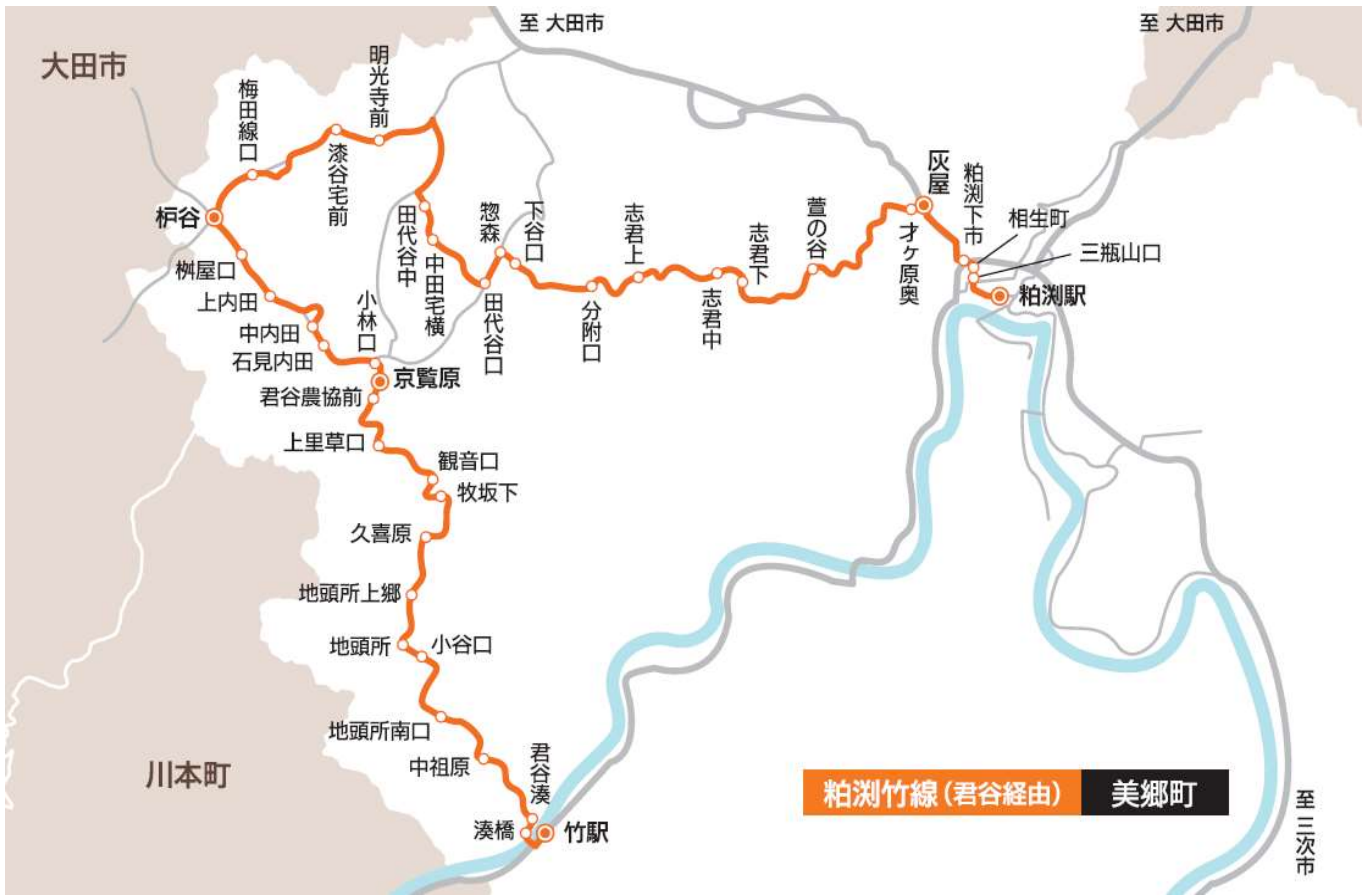 至 大田市
至 大田市
大田市
明光寺前
梅田線口
漆谷宅前
灰屋
粕渕下市
相生町
三瓶山口
粕渕駅
枦谷
田代谷中
中田宅横
惣森
下谷口
志君上
志君下
萱の谷
才ヶ原奥
桝屋口
上内田
小林口
田代谷口
分附口
志君中
中内田
石見内田
京覧原
君谷農協前
上里草口
観音口
牧坂下
久喜原
地頭所上郷
地頭所
小谷口
地頭所南口
中祖原
君谷湊
湊橋
竹駅
川本町
粕渕竹線（君谷経由）
美郷町
至 三次市